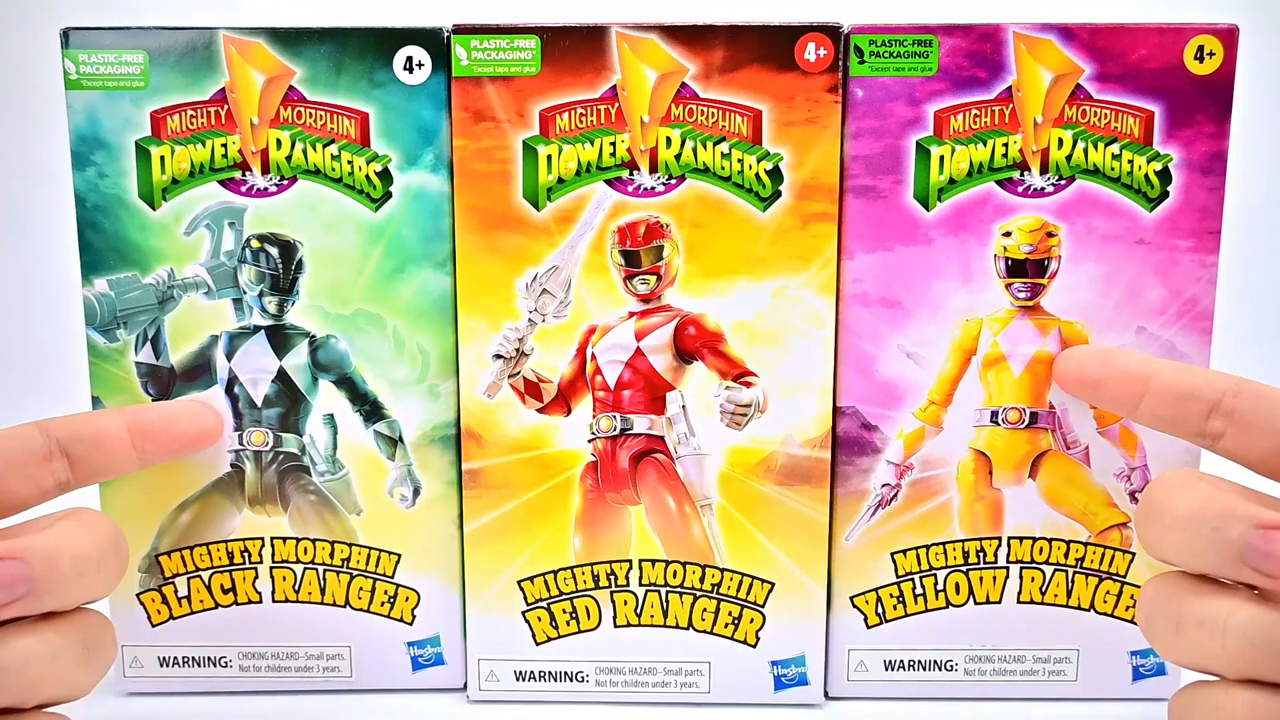 PLASTIC-FREE
PACKAGING*
*Except tape and glue
4+
MIGHTY MORPHIN
POWER RANGERS
MIGHTY MORPHIN
BLACK RANGER
WARNING: CHOKING HAZARD–Small parts.
Not for children under 3 years.
Hasbro
PLASTIC-FREE
PACKAGING*
*Except tape and glue
4+
MIGHTY MORPHIN
POWER RANGERS
MIGHTY MORPHIN
RED RANGER
WARNING: CHOKING HAZARD–Small parts.
Not for children under 3 years.
Hasbro
PLASTIC-FREE
PACKAGING*
*Except tape and glue
4+
MIGHTY MORPHIN
POWER RANGERS
MIGHTY MORPHIN
YELLOW RANGE
WARNING: CHOKING HAZARD–Small parts.
Not for children under 3 years.
Hasbro